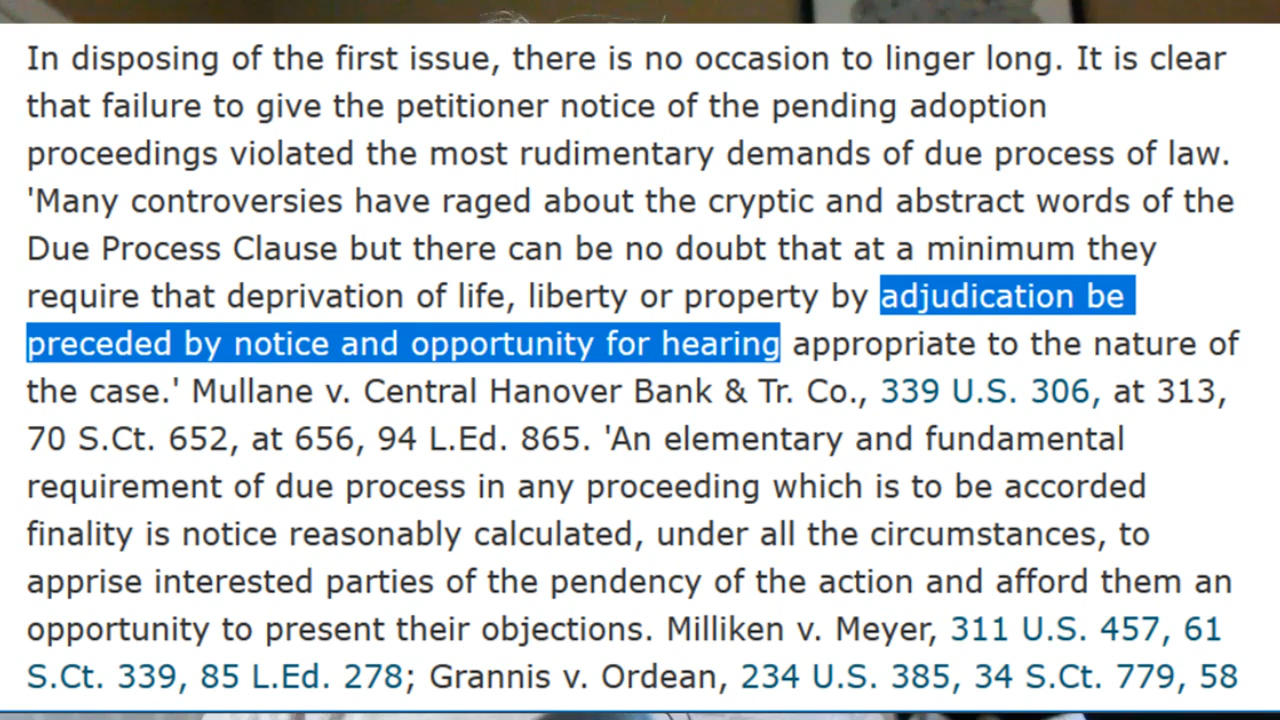 In disposing of the first issue, there is no occasion to linger long. It is clear
that failure to give the petitioner notice of the pending adoption
proceedings violated the most rudimentary demands of due process of law.
'Many controversies have raged about the cryptic and abstract words of the
Due Process Clause but there can be no doubt that at a minimum they
require that deprivation of life, liberty or property by adjudication be
preceded by notice and opportunity for hearing appropriate to the nature of
the case.' Mullane v. Central Hanover Bank & Tr. Co., 339 U.S. 306, at 313,
70 S.Ct. 652, at 656, 94 L.Ed. 865. 'An elementary and fundamental
requirement of due process in any proceeding which is to be accorded
finality is notice reasonably calculated, under all the circumstances, to
apprise interested parties of the pendency of the action and afford them an
opportunity to present their objections. Milliken v. Meyer, 311 U.S. 457, 61
S.Ct. 339, 85 L.Ed. 278; Grannis v. Ordean, 234 U.S. 385, 34 S.Ct. 779, 58